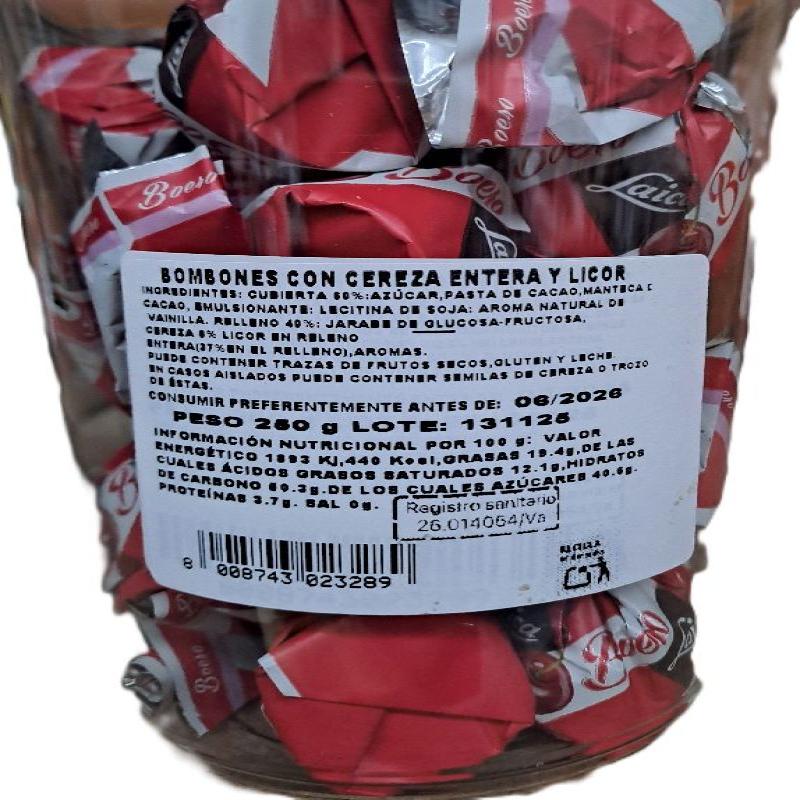 Boero
Boero
Boero
Boero
Laica
BOMBONES CON CEREZA ENTERA Y LICOR
INGREDIENTES: CUBIERTA 60%:AZÚCAR,PASTA DE CACAO,MANTECA D
CACAO, EMULSIONANTE: LECITINA DE SOJA: AROMA NATURAL DE
VAINILLA. RELLENO 40%: JARABE DE GLUCOSA-FRUCTOSA,
CEREZA 6% LICOR EN RELENO
ENTERA(37%EN EL RELLENO),AROMAS.
PUEDE CONTENER TRAZAS DE FRUTOS SECOS,GLUTEN Y LECHE.
EN CASOS AISLADOS PUEDE CONTENER SEMILAS DE CEREZA O TROZO
DE ÉSTAS.
CONSUMIR PREFERENTEMENTE ANTES DE: 06/2026
PESO 250 g LOTE: 131125
INFORMACIÓN NUTRICIONAL POR 100 g: VALOR
ENERGÉTICO 1893 Kj,440 Kcal,GRASAS 19.4g,DE LAS
CUALES ÁCIDOS GRASOS SATURADOS 12.1g,HIDRATOS
DE CARBONO 60.3g.DE LOS CUALES AZÚCARES 40.6g.
PROTEÍNAS 3.7g. SAL 0g.
Registro sanitario
26.014064/Va
8 008743 023289
Boero
Boero